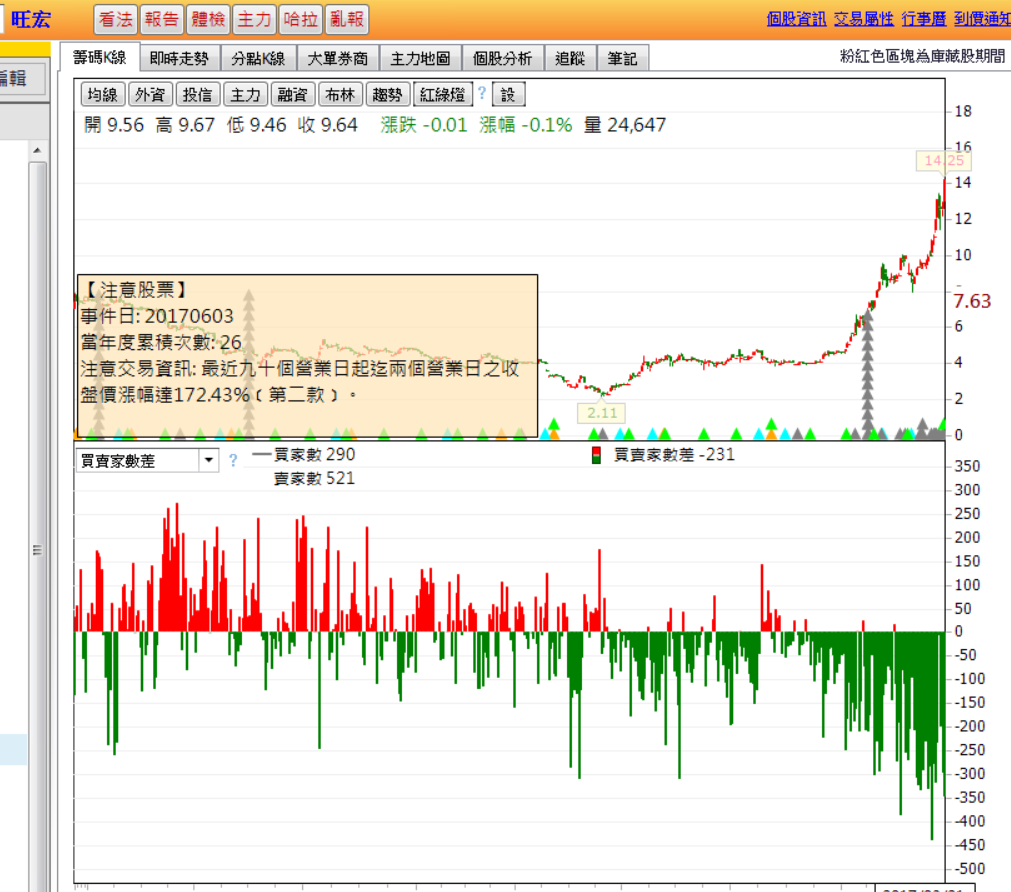 旺宏 看法 報告 體檢 主力 哈拉 亂報 個股資訊 交易屬性 行事曆 到價通知
編輯
籌碼K線 即時走勢 分點K線 大單券商 主力地圖 個股分析 追蹤 筆記 粉紅色區塊為庫藏股期間
均線 外資 投信 主力 融資 布林 趨勢 紅綠燈 ? 設
開 9.56 高 9.67 低 9.46 收 9.64 漲跌 -0.01 漲幅 -0.1% 量 24,647
18
16
14.25
14
12
10
7.63
6
4
2
0
2.11
【注意股票】
事件日: 20170603
當年度累積次數: 26
注意交易資訊: 最近九十個營業日起迄兩個營業日之收
盤價漲幅達172.43%﹝第二款﹞。
買賣家數差 ? 買家數 290 買賣家數差 -231
賣家數 521
350
300
250
200
150
100
50
0
-50
-100
-150
-200
-250
-300
-350
-400
-450
-500